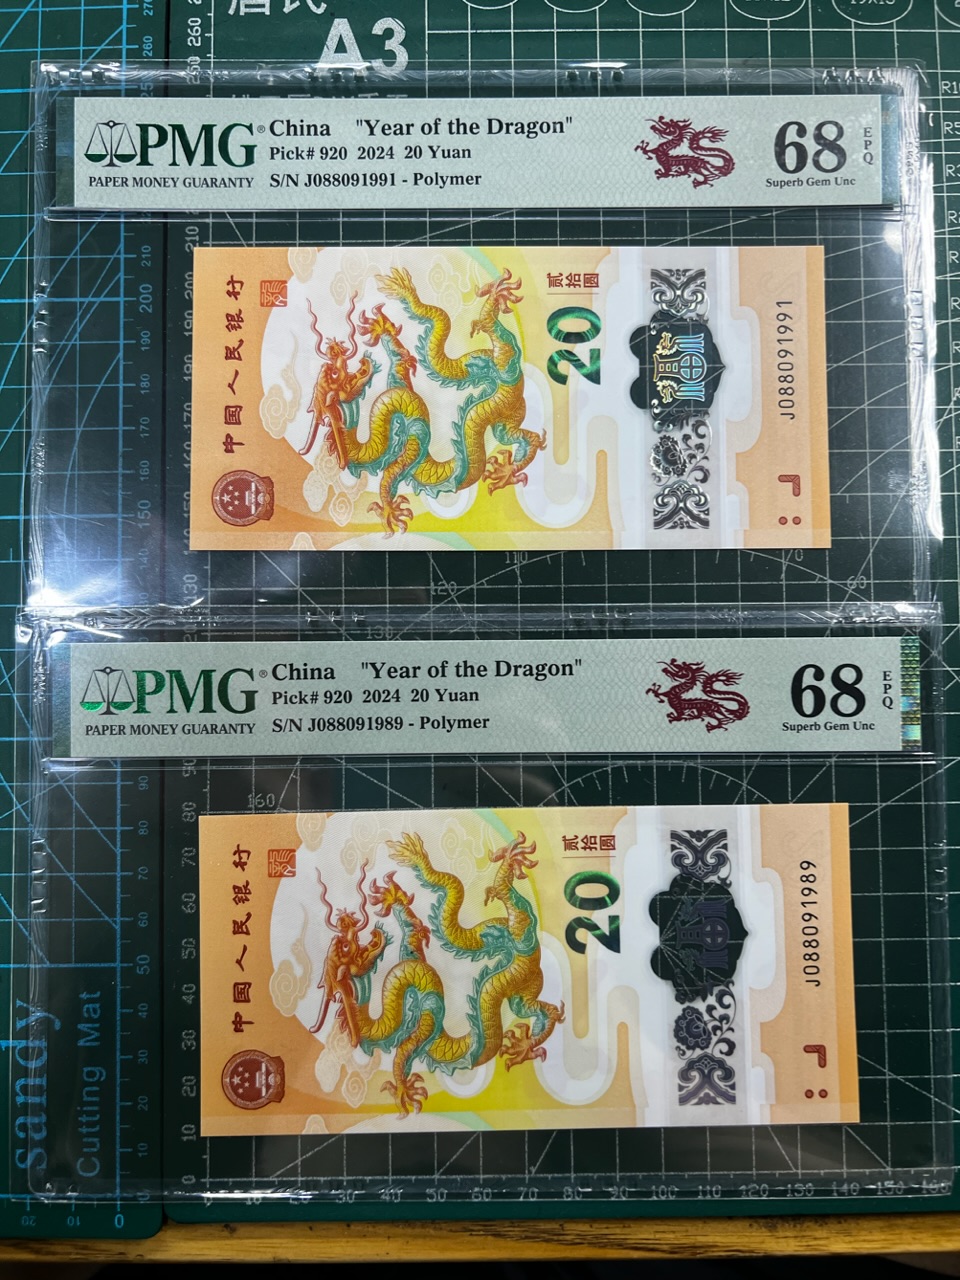 A3
PMG®
PAPER MONEY GUARANTY
China "Year of the Dragon"
Pick# 920 2024 20 Yuan
S/N J088091991 - Polymer
68
EPQ
Superb Gem Unc
中国人民银行
贰拾圆
20
J088091991
PMG®
PAPER MONEY GUARANTY
China "Year of the Dragon"
Pick# 920 2024 20 Yuan
S/N J088091989 - Polymer
68
EPQ
Superb Gem Unc
中国人民银行
贰拾圆
20
J088091989
sandy
Cutting Mat